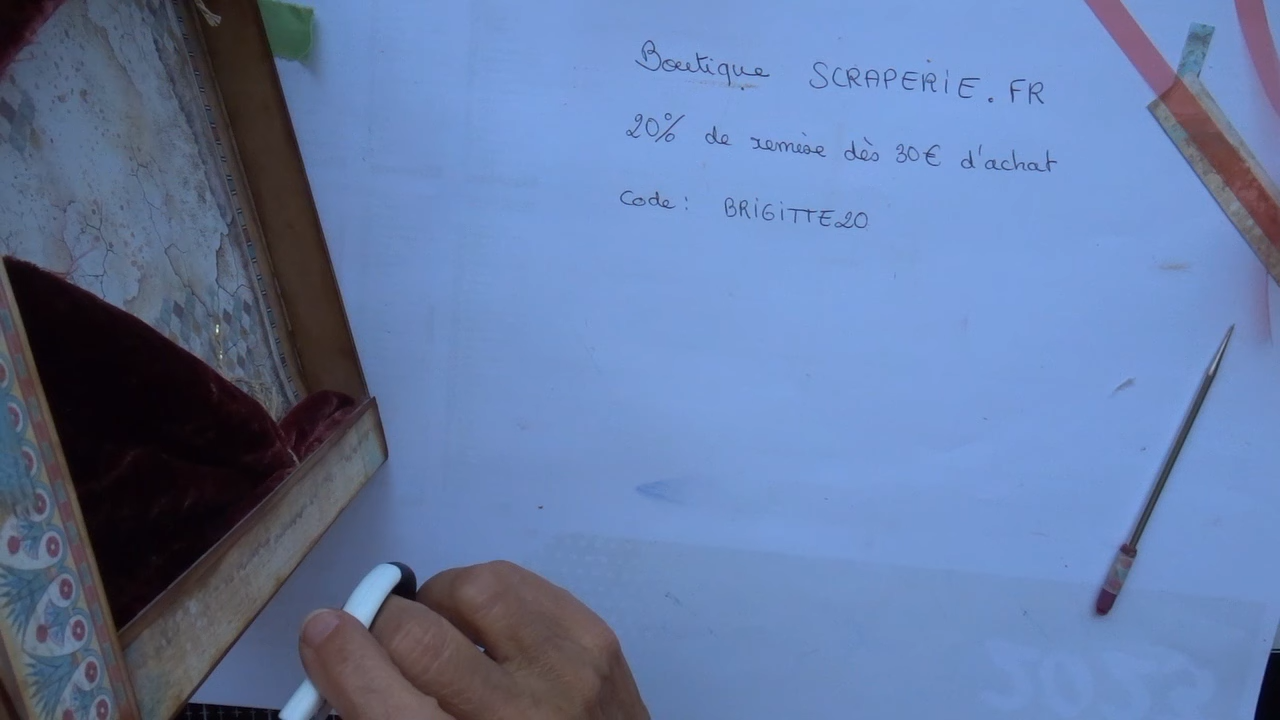 Boutique SCRAPERIE.FR
20% de remise dès 30€ d'achat
Code: BRIGITTE20